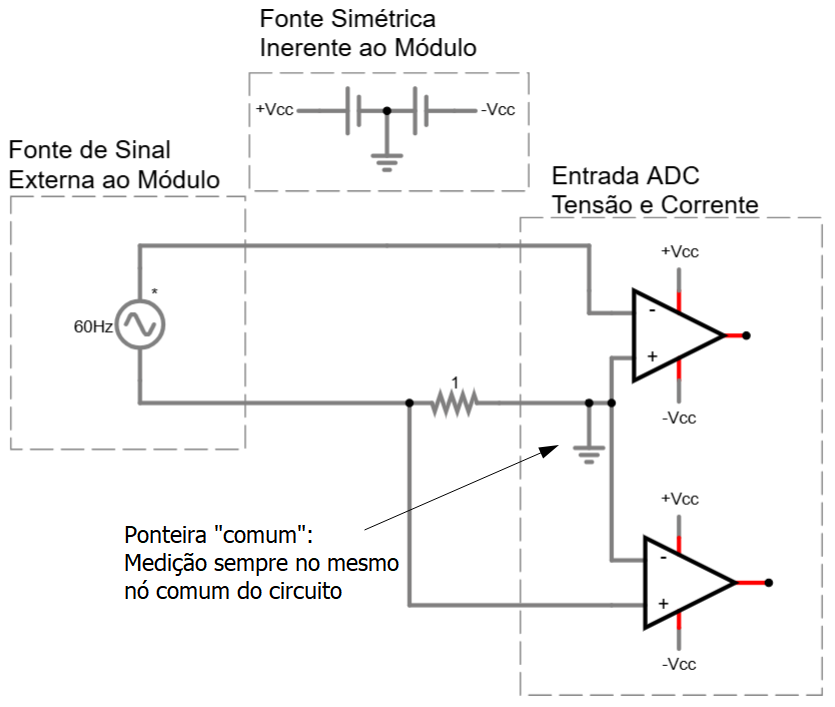 Fonte Simétrica
Inerente ao Módulo
+Vcc
-Vcc
Fonte de Sinal
Externa ao Módulo
Entrada ADC
Tensão e Corrente
*
60Hz
+Vcc
-
+
-Vcc
1
Ponteira "comum":
Medição sempre no mesmo
nó comum do circuito
+Vcc
-
+
-Vcc